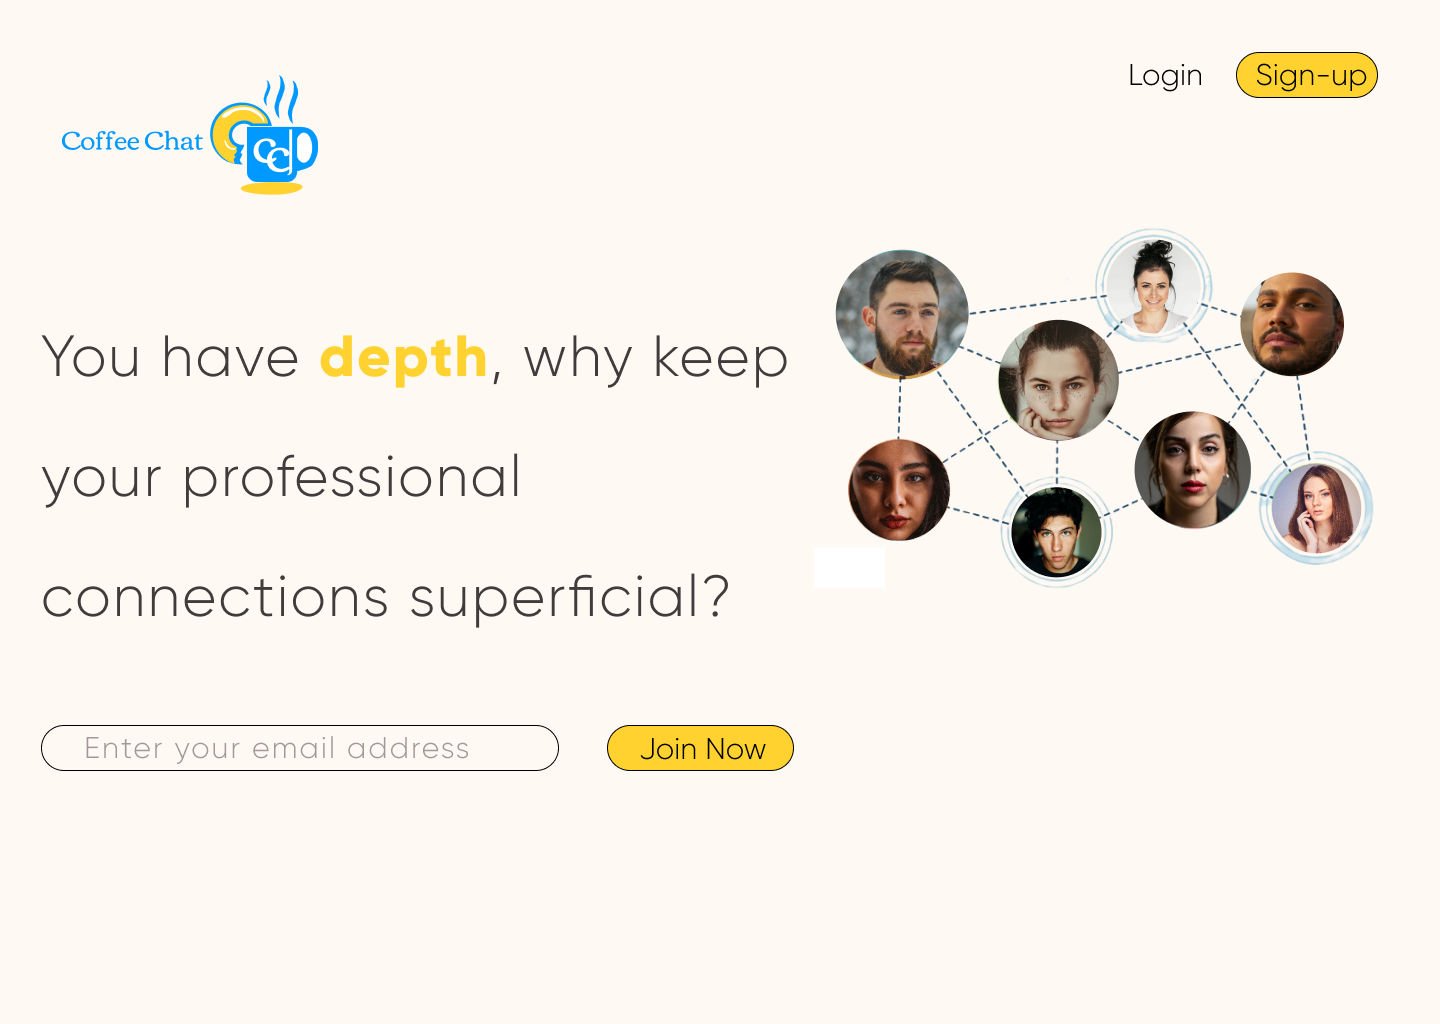 Login
Sign-up
Coffee Chat
CC
You have depth, why keep
your professional
connections superficial?
Enter your email address
Join Now